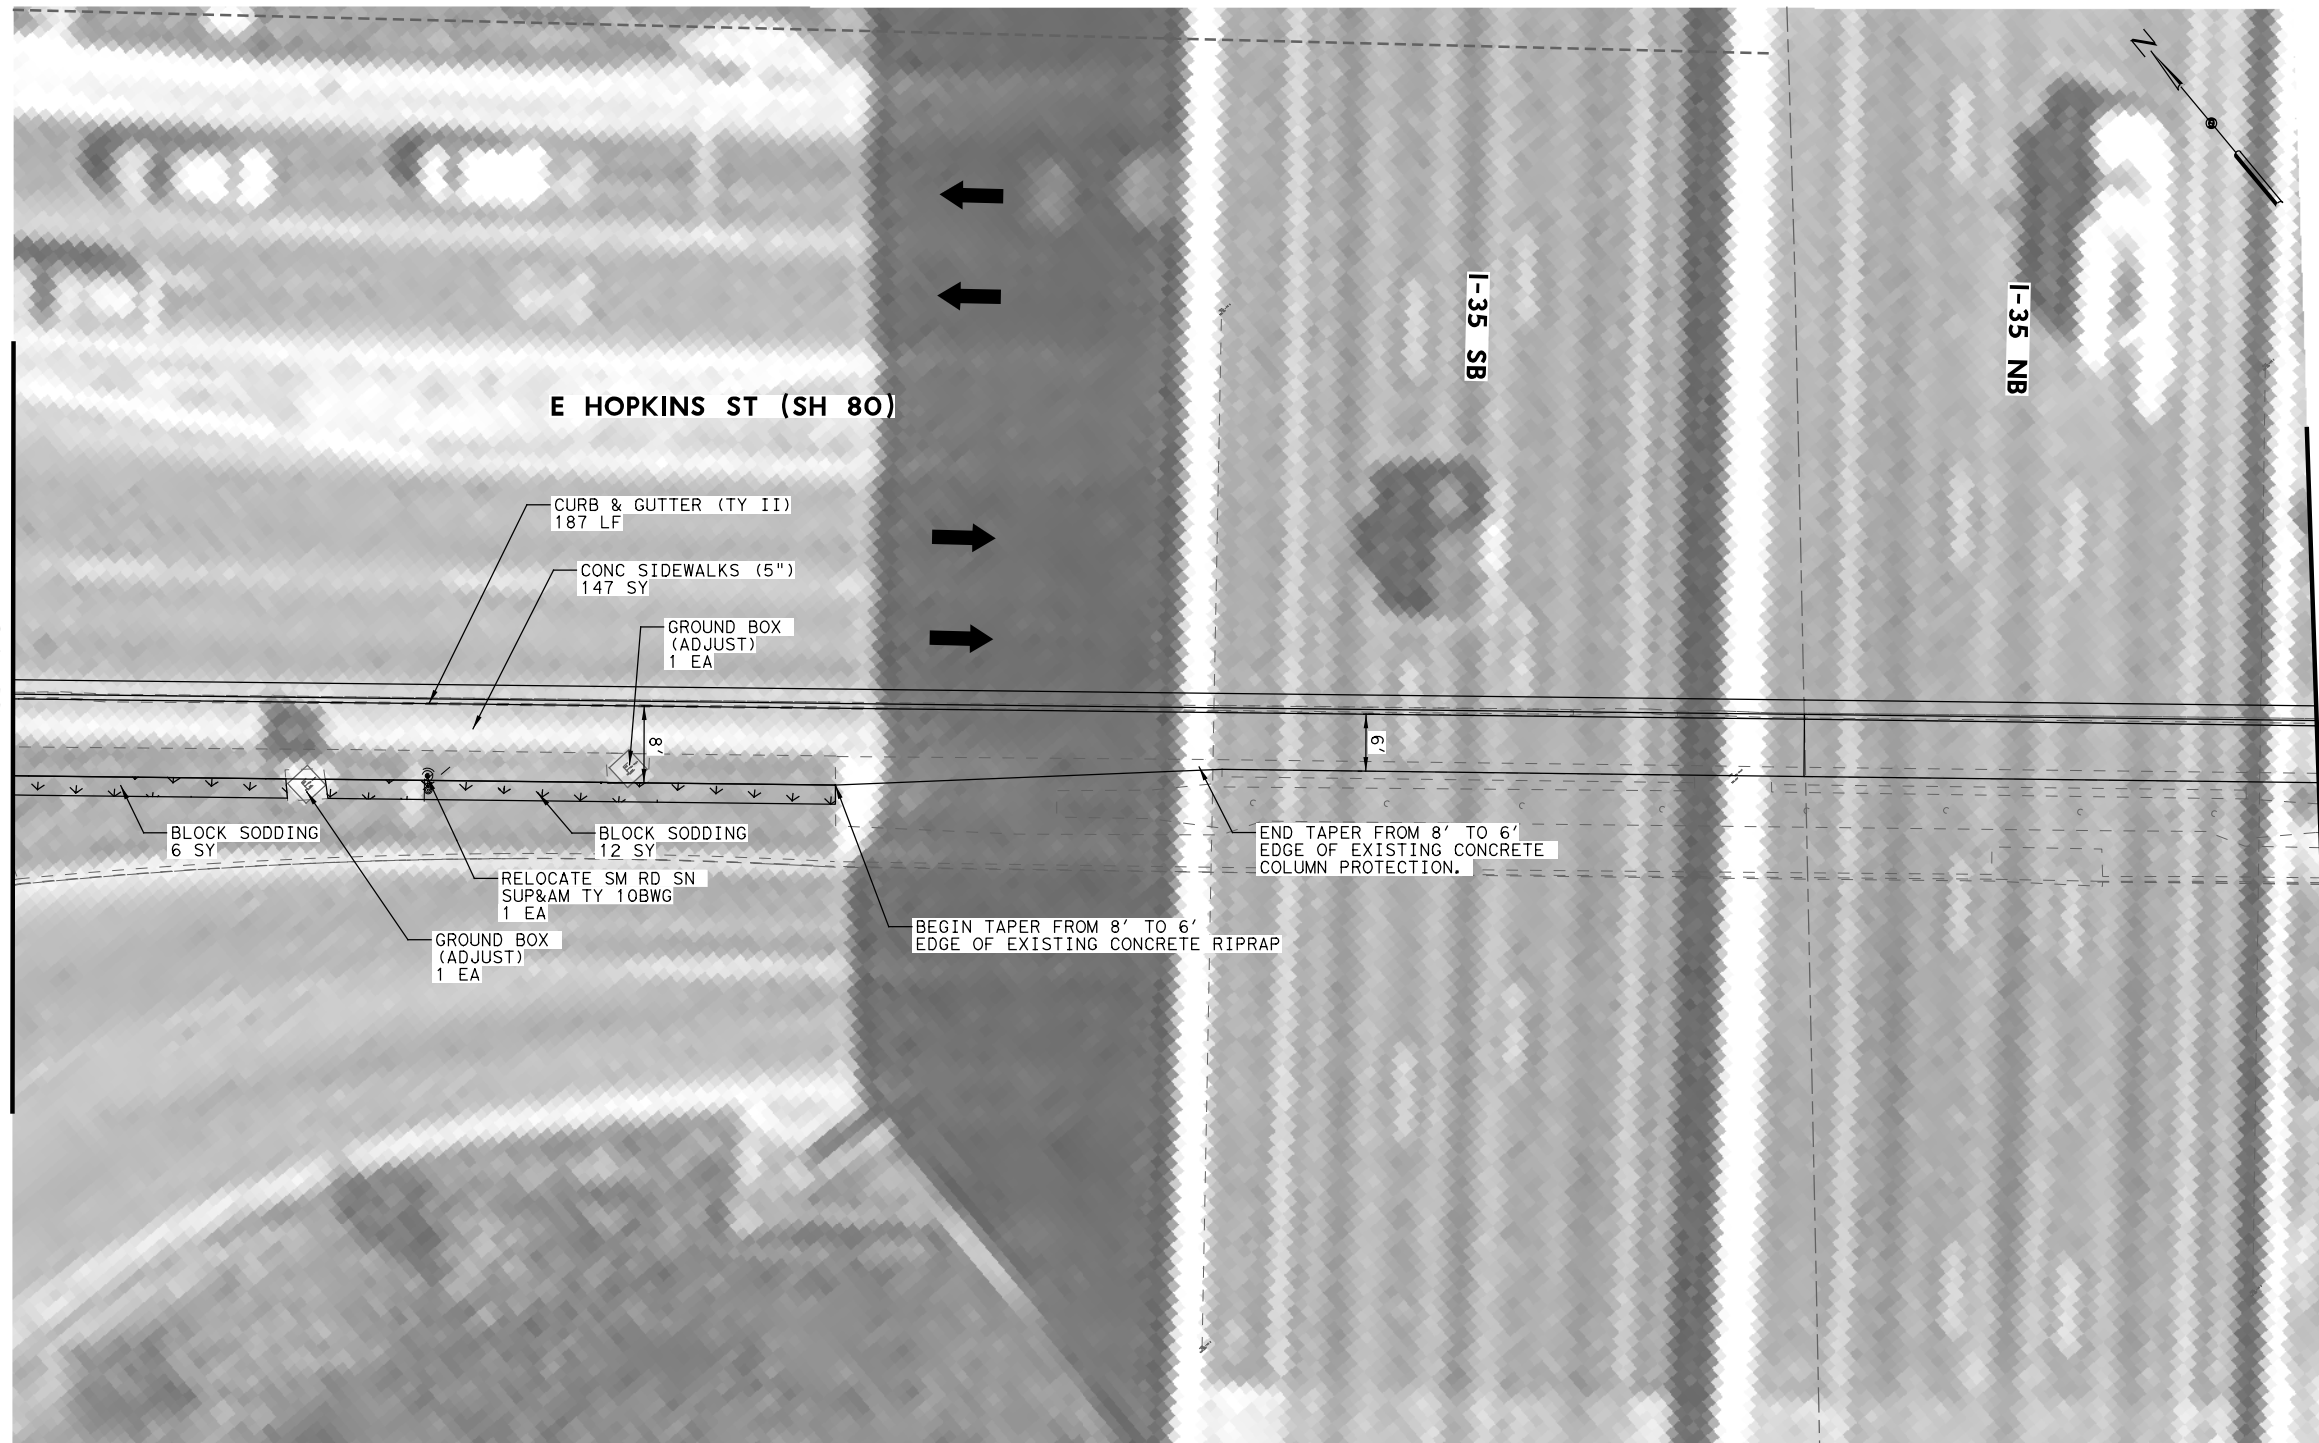 N
I-35 SB
I-35 NB
E HOPKINS ST (SH 80)
CURB & GUTTER (TY II)
187 LF
CONC SIDEWALKS (5")
147 SY
GROUND BOX
(ADJUST)
1 EA
8'
6'
BLOCK SODDING
6 SY
BLOCK SODDING
12 SY
END TAPER FROM 8' TO 6'
EDGE OF EXISTING CONCRETE
COLUMN PROTECTION.
RELOCATE SM RD SN
SUP&AM TY 10BWG
1 EA
BEGIN TAPER FROM 8' TO 6'
EDGE OF EXISTING CONCRETE RIPRAP
GROUND BOX
(ADJUST)
1 EA